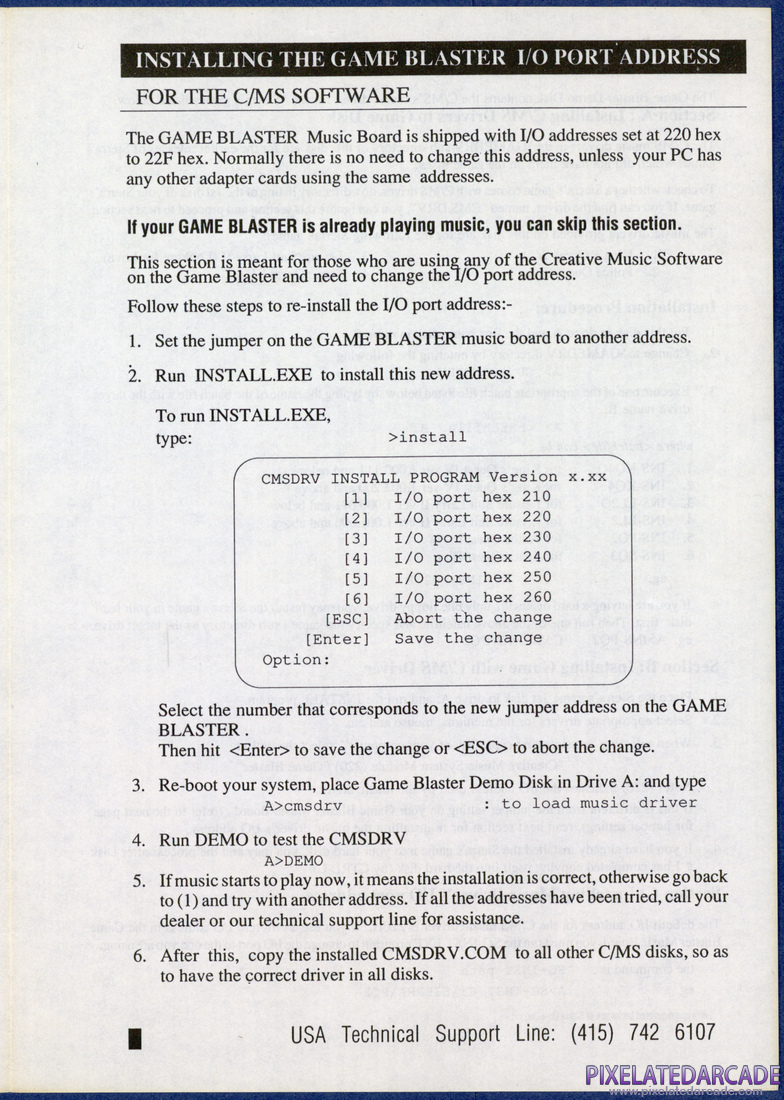 INSTALLING THE GAME BLASTER I/O PORT ADDRESS
FOR THE C/MS SOFTWARE
The GAME BLASTER Music Board is shipped with I/O addresses set at 220 hex
to 22F hex. Normally there is no need to change this address, unless your PC has
any other adapter cards using the same addresses.
If your GAME BLASTER is already playing music, you can skip this section.
This section is meant for those who are using any of the Creative Music Software
on the Game Blaster and need to change the I/O port address.
Follow these steps to re-install the I/O port address:-
1. Set the jumper on the GAME BLASTER music board to another address.
2. Run INSTALL.EXE to install this new address.
To run INSTALL.EXE,
type: >install
CMSDRV INSTALL PROGRAM Version x.xx
[1] I/O port hex 210
[2] I/O port hex 220
[3] I/O port hex 230
[4] I/O port hex 240
[5] I/O port hex 250
[6] I/O port hex 260
[ESC] Abort the change
[Enter] Save the change
Option:
Select the number that corresponds to the new jumper address on the GAME
BLASTER .
Then hit <Enter> to save the change or <ESC> to abort the change.
3. Re-boot your system, place Game Blaster Demo Disk in Drive A: and type
A>cmsdrv : to load music driver
4. Run DEMO to test the CMSDRV
A>DEMO
5. If music starts to play now, it means the installation is correct, otherwise go back
to (1) and try with another address. If all the addresses have been tried, call your
dealer or our technical support line for assistance.
6. After this, copy the installed CMSDRV.COM to all other C/MS disks, so as
to have the correct driver in all disks.
USA Technical Support Line: (415) 742 6107
PIXELATEDARCADE
www.pixelatedarcade.com